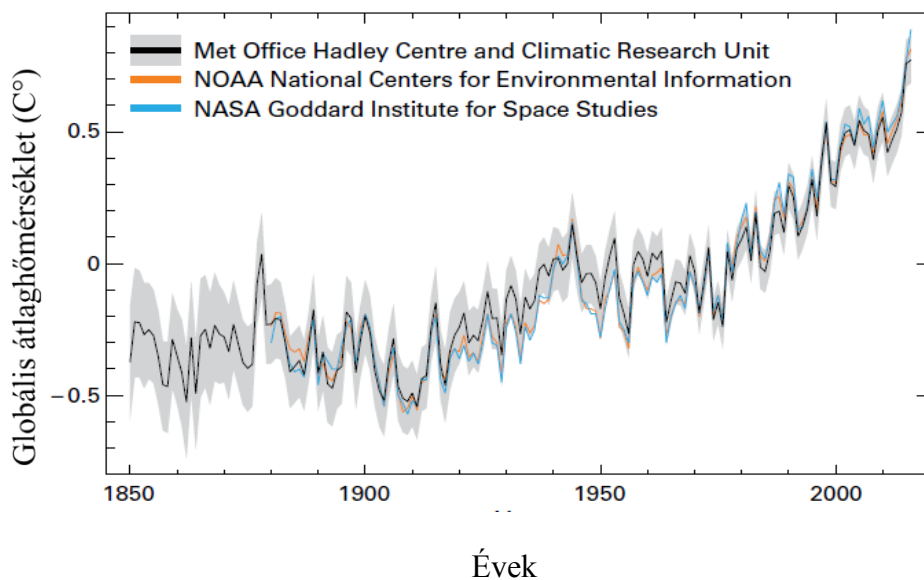 Met Office Hadley Centre and Climatic Research Unit
NOAA National Centers for Environmental Information
NASA Goddard Institute for Space Studies
Globális átlaghőmérséklet (C°)
0.5
0
−0.5
1850 1900 1950 2000
Évek